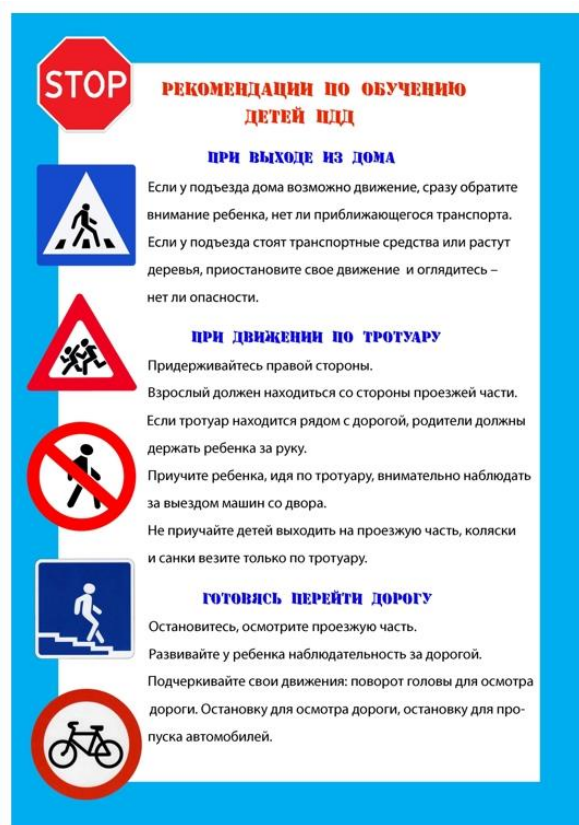 STOP
РЕКОМЕНДАЦИИ ПО ОБУЧЕНИЮ
ДЕТЕЙ ПДД
ПРИ ВЫХОДЕ ИЗ ДОМА
Если у подъезда дома возможно движение, сразу обратите
внимание ребенка, нет ли приближающегося транспорта.
Если у подъезда стоят транспортные средства или растут
деревья, приостановите свое движение и оглядитесь –
нет ли опасности.
ПРИ ДВИЖЕНИИ ПО ТРОТУАРУ
Придерживайтесь правой стороны.
Взрослый должен находиться со стороны проезжей части.
Если тротуар находится рядом с дорогой, родители должны
держать ребенка за руку.
Приучите ребенка, идя по тротуару, внимательно наблюдать
за выездом машин со двора.
Не приучайте детей выходить на проезжую часть, коляски
и санки везите только по тротуару.
ГОТОВЯСЬ ПЕРЕЙТИ ДОРОГУ
Остановитесь, осмотрите проезжую часть.
Развивайте у ребенка наблюдательность за дорогой.
Подчеркивайте свои движения: поворот головы для осмотра
дороги. Остановку для осмотра дороги, остановку для про-
пуска автомобилей.